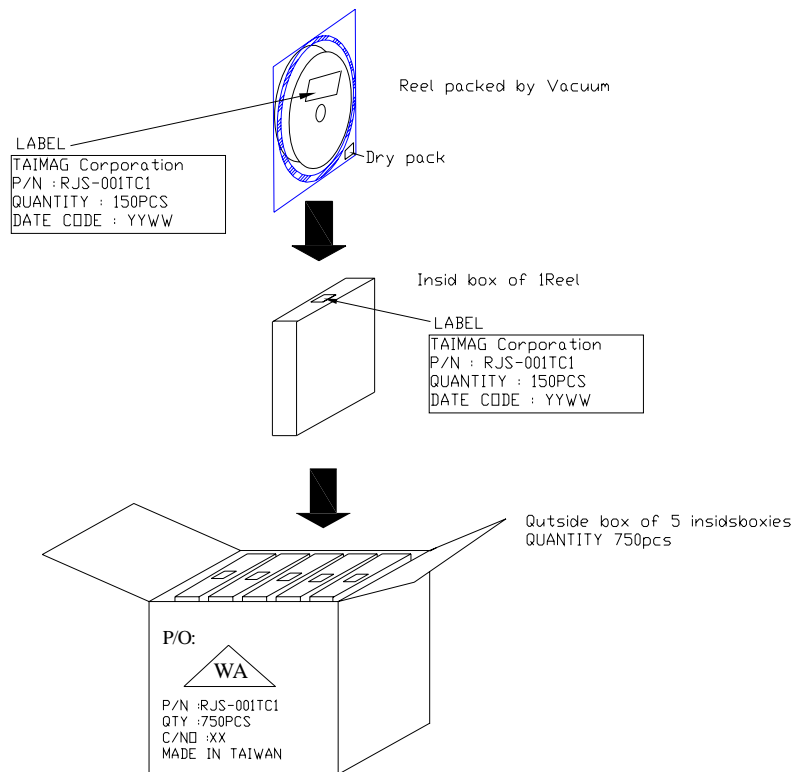 Reel packed by Vacuum
Dry pack
LABEL
TAIMAG Corporation
P/N : RJS-001TC1
QUANTITY : 150PCS
DATE CODE : YYWW
Insid box of 1Reel
LABEL
TAIMAG Corporation
P/N : RJS-001TC1
QUANTITY : 150PCS
DATE CODE : YYWW
Qutside box of 5 insidsboxies
QUANTITY 750pcs
P/O:
WA
P/N :RJS-001TC1
QTY :750PCS
C/NO :XX
MADE IN TAIWAN